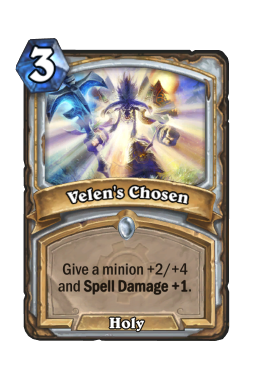 3
Velen's Chosen
Give a minion +2/+4
and Spell Damage +1.
Holy